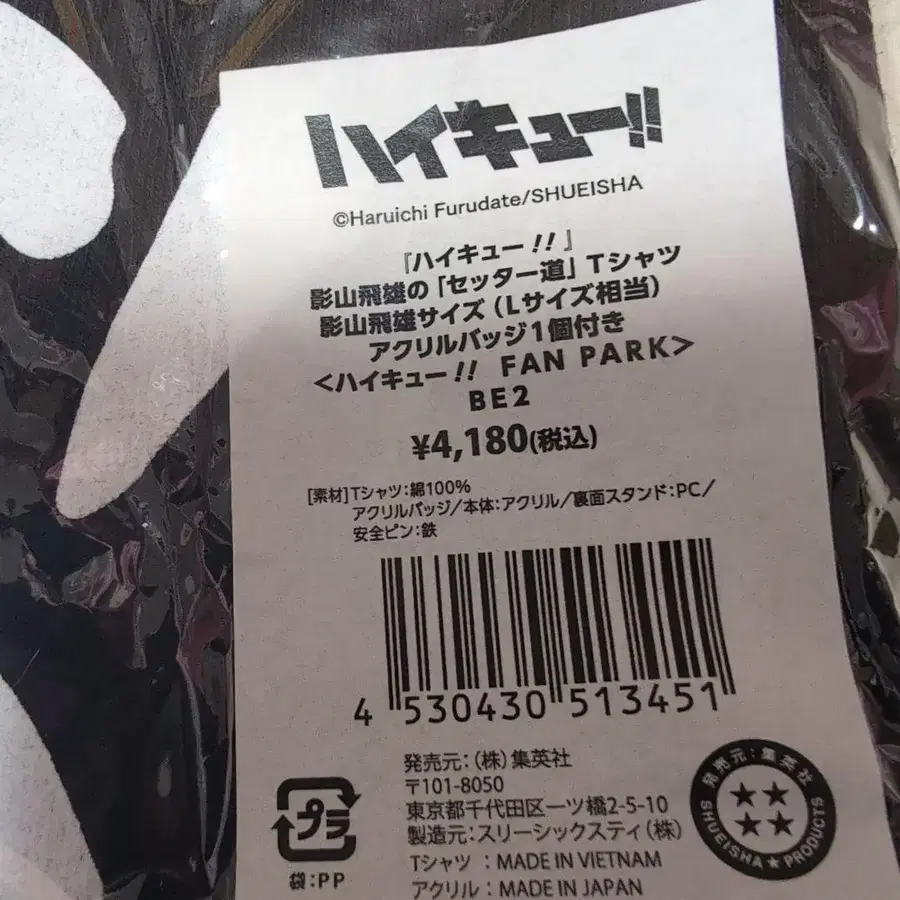 ハイキュー!!
©Haruichi Furudate/SHUEISHA
『ハイキュー!!』
影山飛雄の「セッター道」Tシャツ
影山飛雄サイズ(Lサイズ相当)
アクリルバッジ1個付き
<ハイキュー!! FAN PARK>
BE2
¥4,180(税込)
[素材]Tシャツ:綿100%
アクリルバッジ/本体:アクリル/裏面スタンド:PC/
安全ピン:鉄
4 530430 513451
発売元:(株)集英社
〒101-8050
東京都千代田区一ツ橋2-5-10
製造元:スリーシックスティ(株)
Tシャツ:MADE IN VIETNAM
アクリル:MADE IN JAPAN
プラ
袋:PP
発売元:集英社
SHUEISHA★PRODUCTS